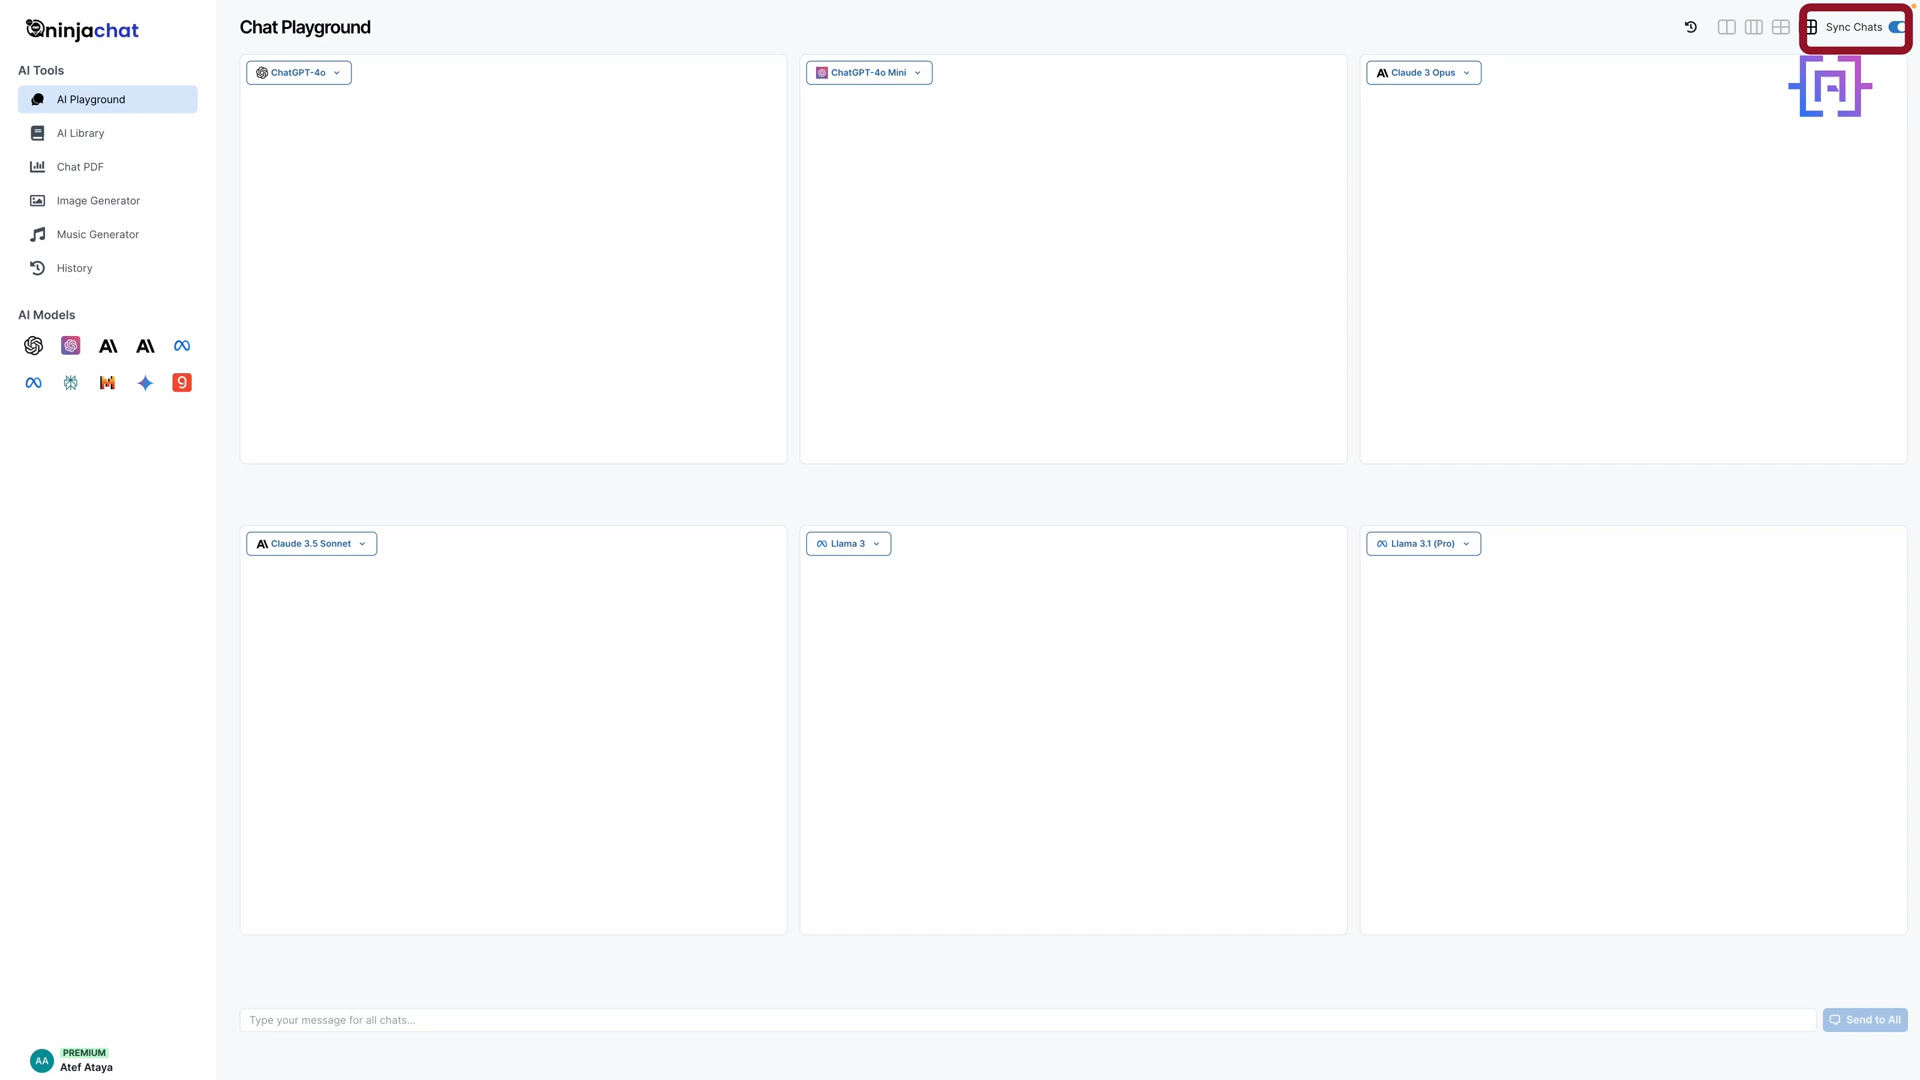 ninjachat
Chat Playground
Sync Chats
AI Tools
AI Playground
AI Library
Chat PDF
Image Generator
Music Generator
History
AI Models
ChatGPT-4o
ChatGPT-4o Mini
Claude 3 Opus
Claude 3.5 Sonnet
Llama 3
Llama 3.1 (Pro)
Type your message for all chats...
Send to All
AA
PREMIUM
Atef Ataya